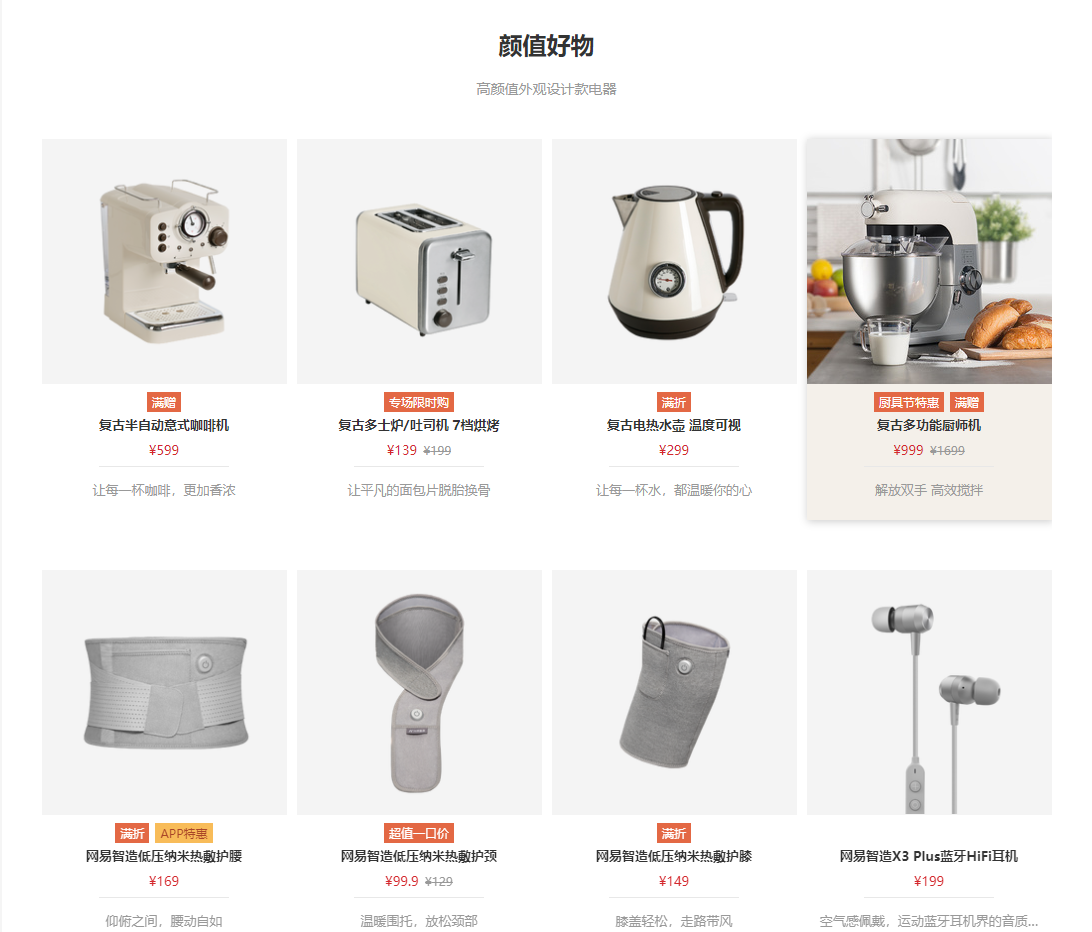 颜值好物
高颜值外观设计款电器
满赠
复古半自动意式咖啡机
¥599
让每一杯咖啡，更加香浓
专场限时购
复古多士炉/吐司机 7档烘烤
¥139 ¥199
让平凡的面包片脱胎换骨
满折
复古电热水壶 温度可视
¥299
让每一杯水，都温暖你的心
厨具节特惠 满赠
复古多功能厨师机
¥999 ¥1699
解放双手 高效搅拌
满折 APP特惠
网易智造低压纳米热敷护腰
¥169
仰俯之间，腰动自如
超值一口价
网易智造低压纳米热敷护颈
¥99.9 ¥129
温暖围托，放松颈部
满折
网易智造低压纳米热敷护膝
¥149
膝盖轻松，走路带风
网易智造X3 Plus蓝牙HiFi耳机
¥199
空气感佩戴，运动蓝牙耳机界的音质...